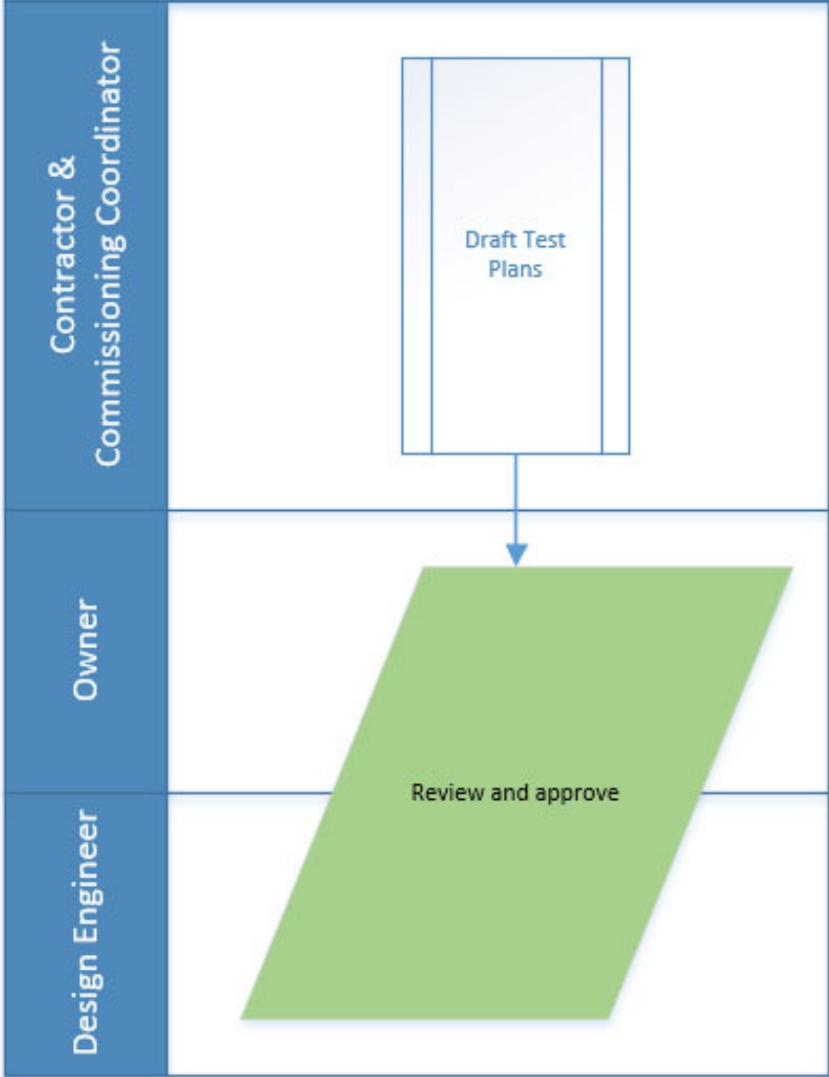 Contractor &
Commissioning Coordinator
Draft Test
Plans
Owner
Review and approve
Design Engineer